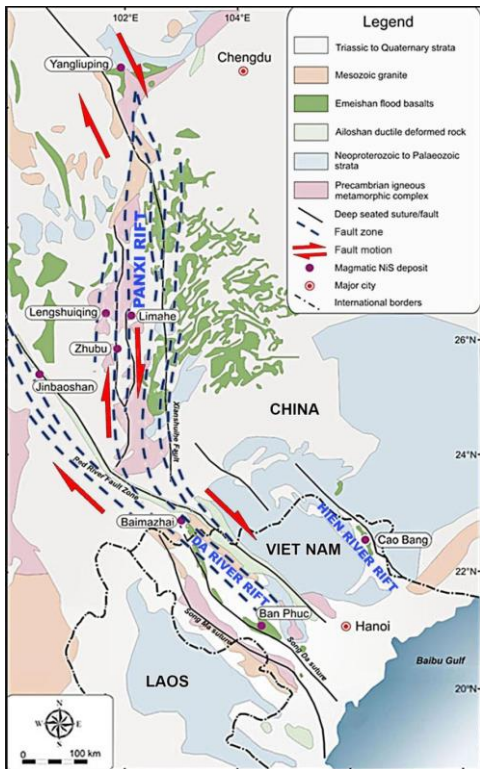 102°E
104°E
Yangliuping
Chengdu
Legend
Triassic to Quaternary strata
Mesozoic granite
Emeishan flood basalts
Ailoshan ductile deformed rock
Neoproterozoic to Palaeozoic
strata
Precambrian igneous
metamorphic complex
Deep seated suture/fault
Fault zone
Fault motion
Magmatic NiS deposit
Major city
International borders
PANXI RIFT
Lengshuiqing
Limahe
Zhubu
Jinbaoshan
26°N
Xianshuihe Fault
CHINA
24°N
Red River Fault Zone
Baimazhai
VIET NAM
HIEN RIVER RIFT
Cao Bang
DA RIVER RIFT
22°N
Ban Phuc
Hanoi
Song Ma suture
Song Da suture
Baibu Gulf
LAOS
20°N
N
W
E
S
0
100 km